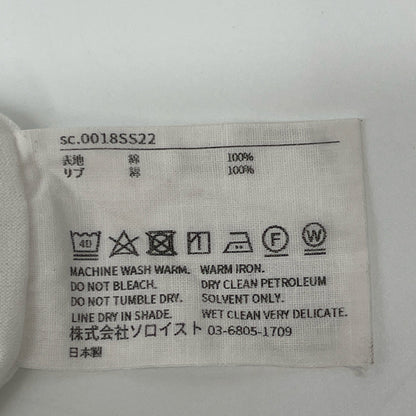 sc.0018SS22
表地 綿 100%
リブ 綿 100%
40 F W
MACHINE WASH WARM. WARM IRON.
DO NOT BLEACH. DRY CLEAN PETROLEUM
DO NOT TUMBLE DRY. SOLVENT ONLY.
LINE DRY IN SHADE. WET CLEAN VERY DELICATE.
株式会社ソロイスト 03-6805-1709
日本製